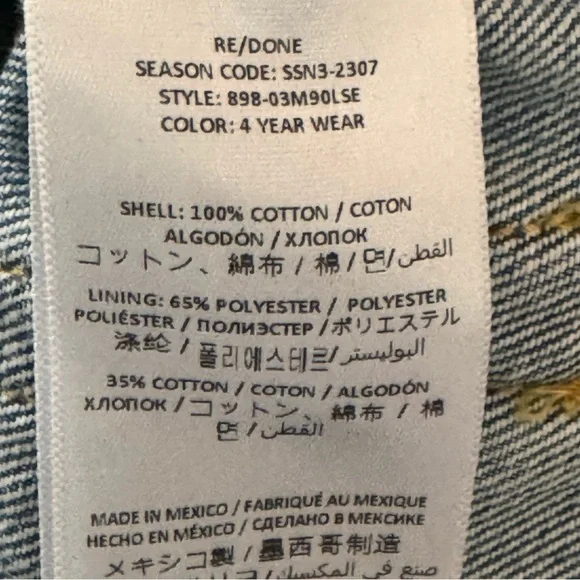 RE/DONE
SEASON CODE: SSN3-2307
STYLE: 898-03M90LSE
COLOR: 4 YEAR WEAR
SHELL: 100% COTTON / COTON
ALGODÓN / ХЛОПОК
コットン、綿布 / 棉 / 면/القطن
LINING: 65% POLYESTER / POLYESTER
POLIÉSTER / ПОЛИЭСТЕР / ポリエステル
涤纶 / 폴리에스테르/البوليستر
35% COTTON / COTON / ALGODÓN
ХЛОПОК / コットン、綿布 / 棉
면 /القطن
MADE IN MEXICO / FABRIQUÉ AU MEXIQUE
HECHO EN MÉXICO / СДЕЛАНО В МЕКСИКЕ
メキシコ製 / 墨西哥制造
صنع في المكسيك